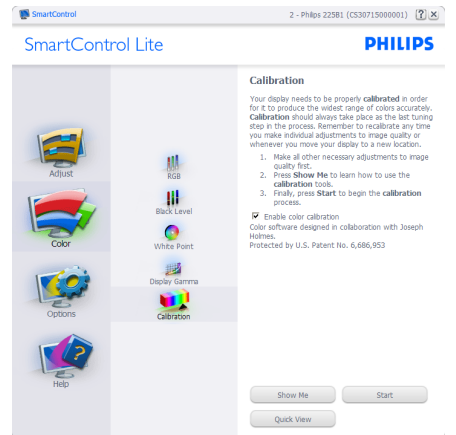 SmartControl
2 - Philips 225B1 (CS30715000001)
SmartControl Lite
PHILIPS
Adjust
Color
Options
Help
RGB
Black Level
White Point
Display Gamma
Calibration
Calibration
Your display needs to be properly calibrated in order
for it to produce the widest range of colors accurately.
Calibration should always take place as the last tuning
step in the process. Remember to recalibrate any time
you make individual adjustments to image quality or
whenever you move your display to a new location.
1. Make all other necessary adjustments to image
quality first.
2. Press Show Me to learn how to use the
calibration tools.
3. Finally, press Start to begin the calibration
process.
Enable color calibration
Color software designed in collaboration with Joseph
Holmes.
Protected by U.S. Patent No. 6,686,953
Show Me
Start
Quick View